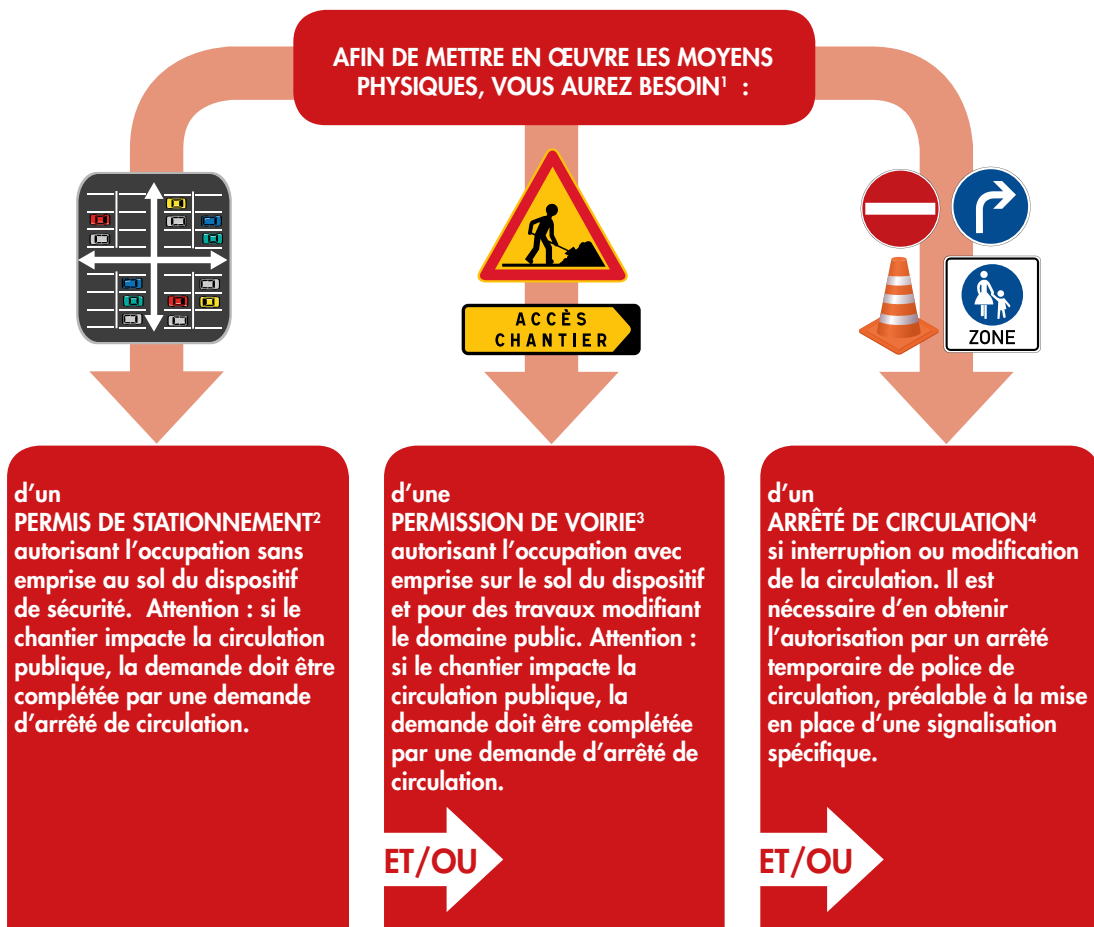 AFIN DE METTRE EN ŒUVRE LES MOYENS
PHYSIQUES, VOUS AUREZ BESOIN¹ :
ACCÈS
CHANTIER
ZONE
d'un
PERMIS DE STATIONNEMENT²
autorisant l'occupation sans
emprise au sol du dispositif
de sécurité. Attention : si le
chantier impacte la circulation
publique, la demande doit être
complétée par une demande
d'arrêté de circulation.
d'une
PERMISSION DE VOIRIE³
autorisant l'occupation avec
emprise sur le sol du dispositif
et pour des travaux modifiant
le domaine public. Attention :
si le chantier impacte la
circulation publique, la
demande doit être complétée
par une demande d'arrêté de
circulation.
ET/OU
d'un
ARRÊTÉ DE CIRCULATION⁴
si interruption ou modification
de la circulation. Il est
nécessaire d'en obtenir
l'autorisation par un arrêté
temporaire de police de
circulation, préalable à la mise
en place d'une signalisation
spécifique.
ET/OU